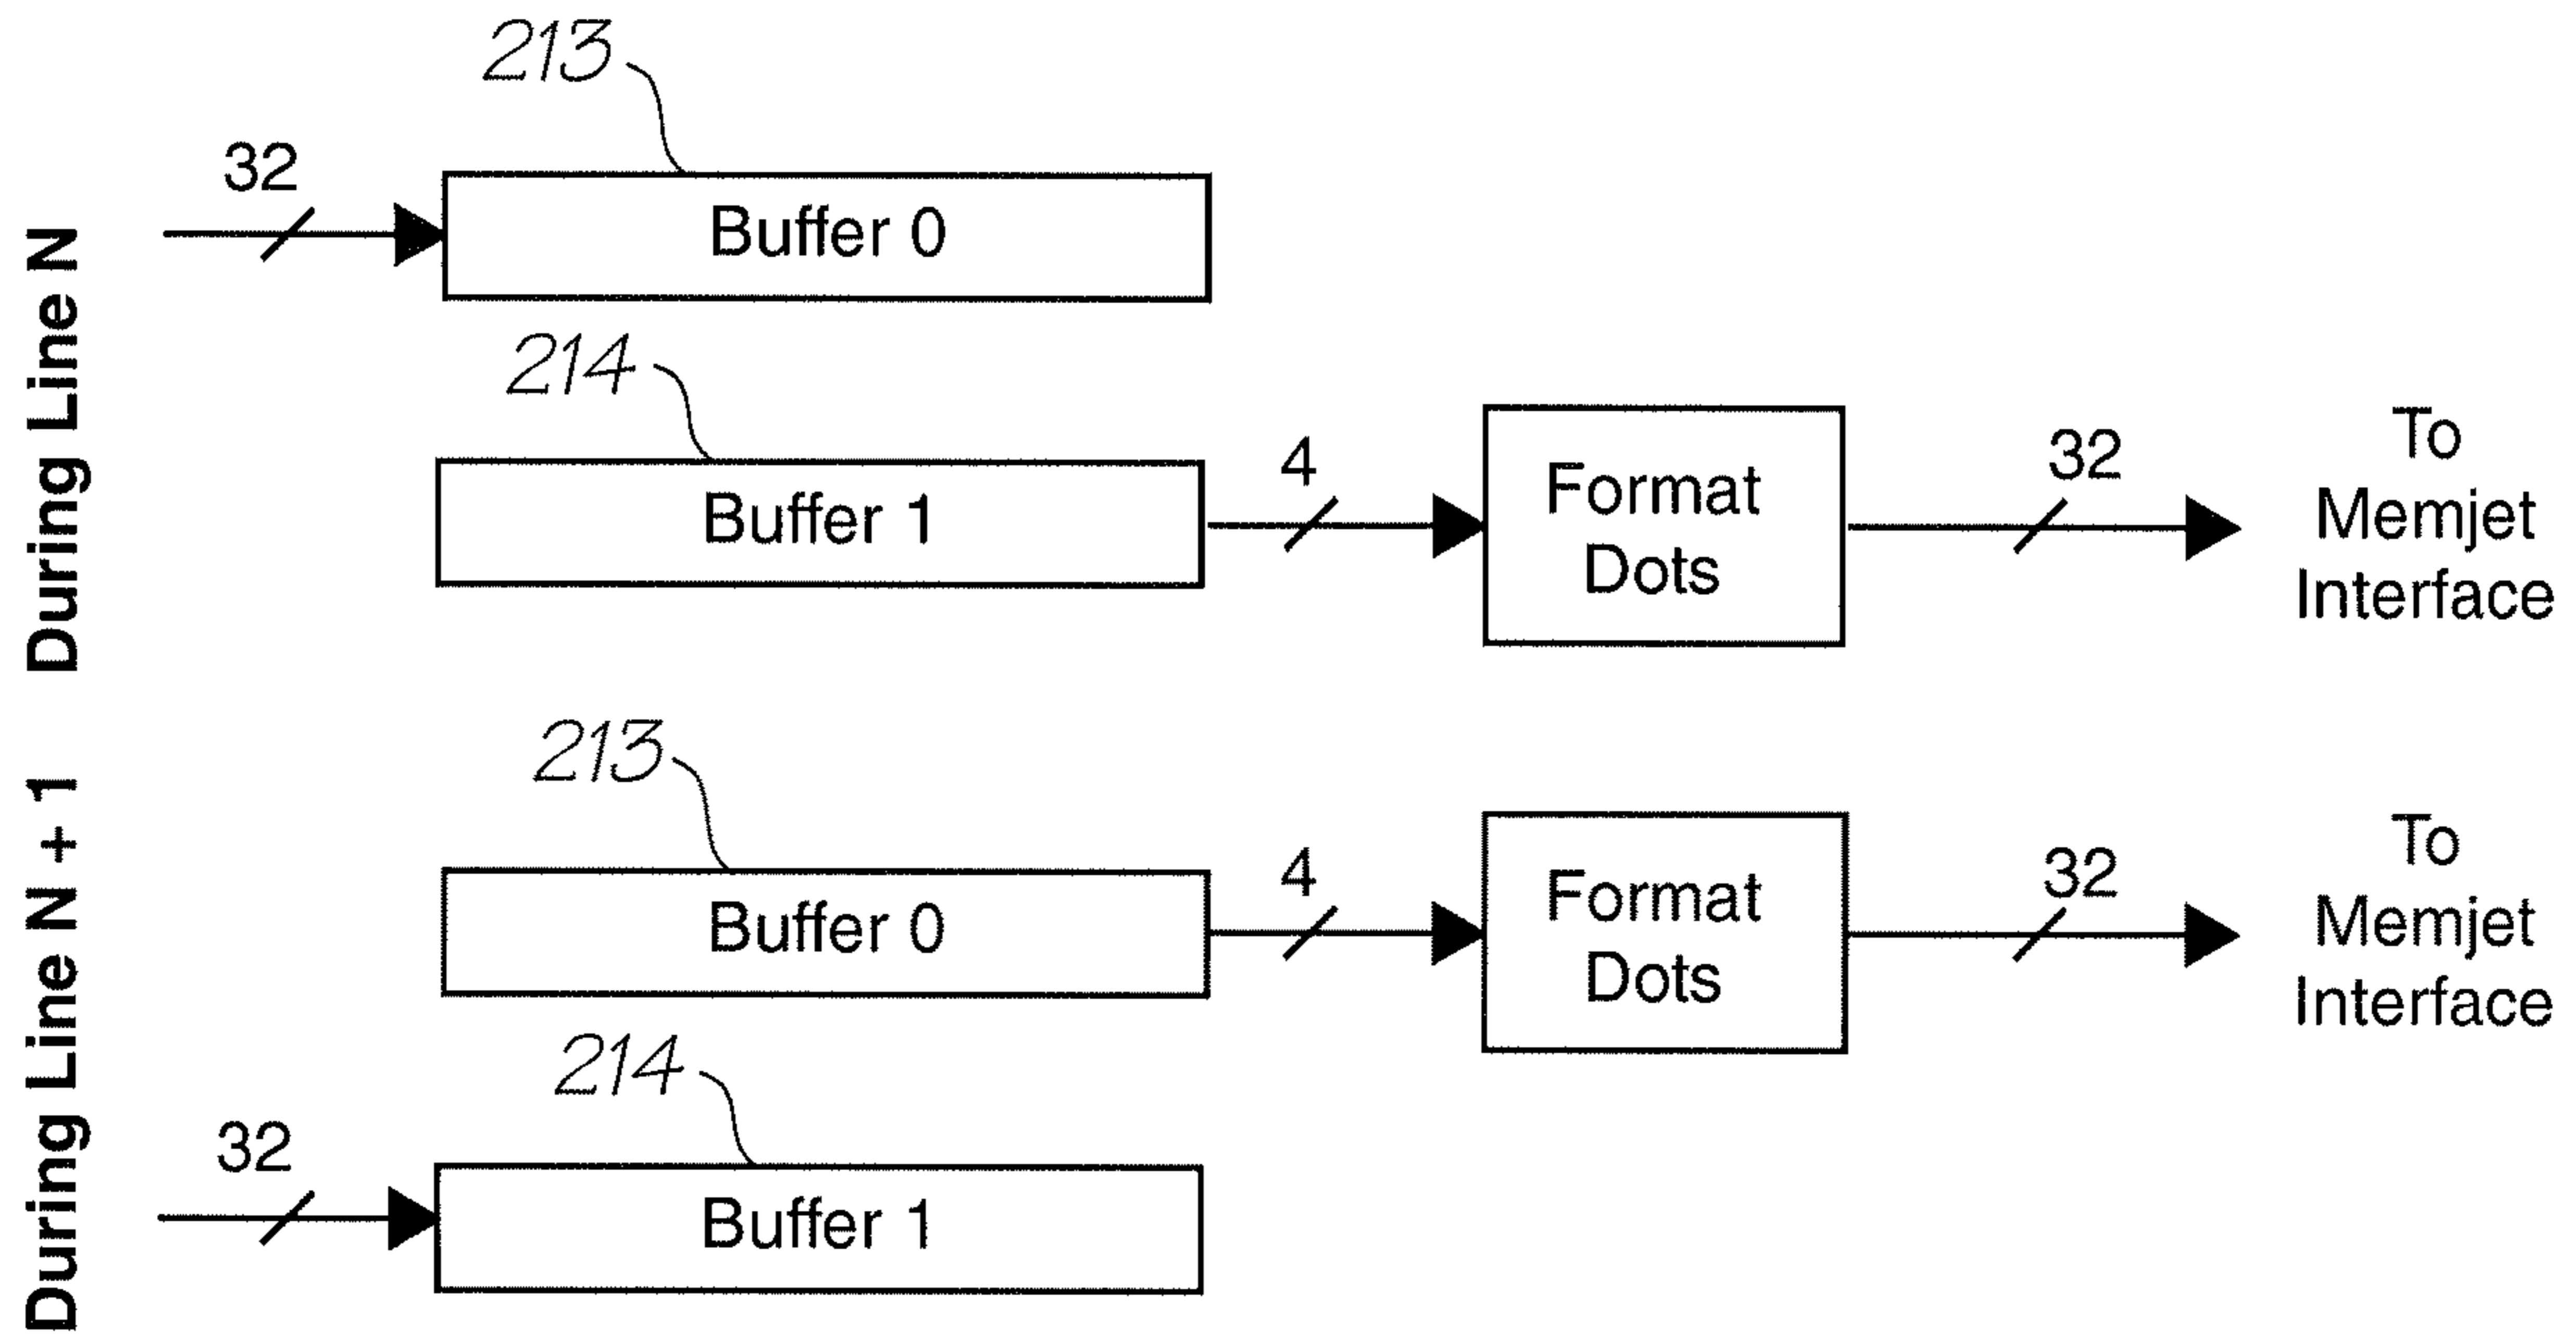 During Line N
213
32
Buffer 0
214
Buffer 1
4
Format
Dots
32
To
Memjet
Interface
During Line N + 1
213
Buffer 0
4
Format
Dots
32
To
Memjet
Interface
214
32
Buffer 1